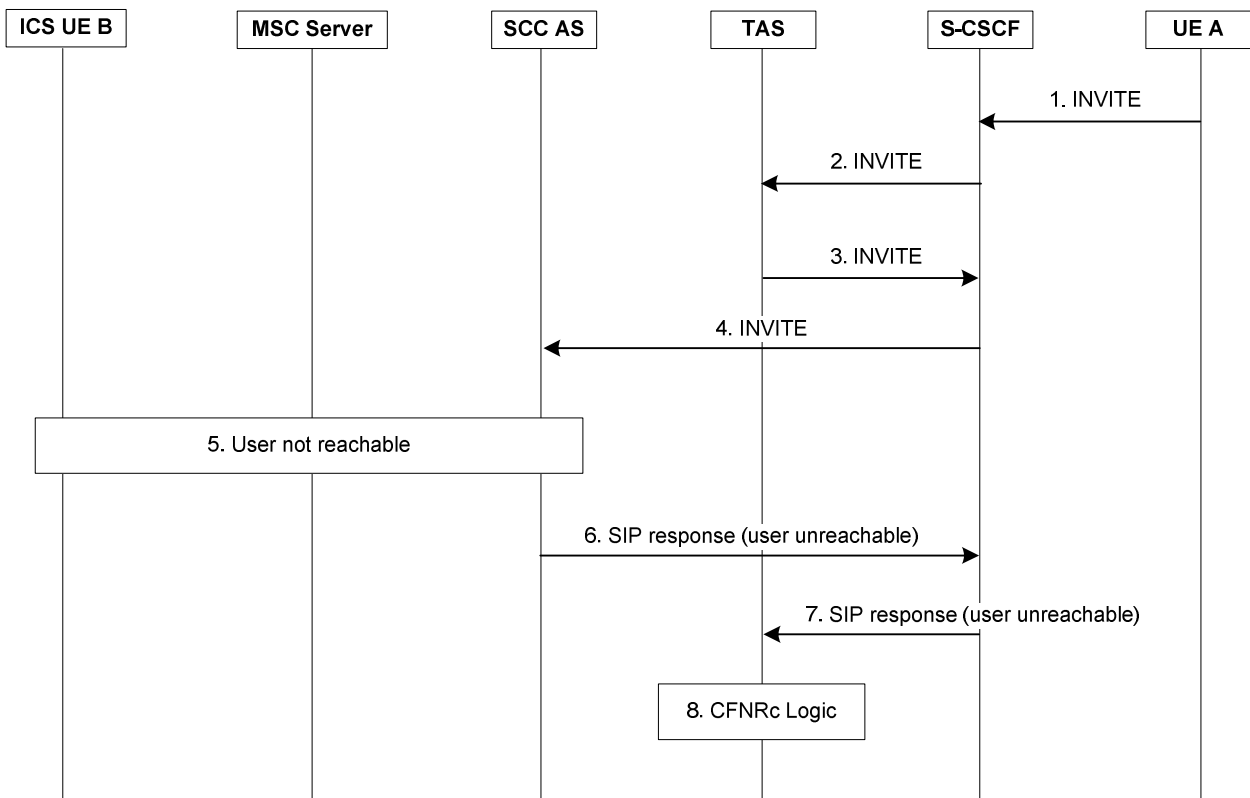 ICS UE B
MSC Server
SCC AS
TAS
S-CSCF
UE A
1. INVITE
2. INVITE
3. INVITE
4. INVITE
5. User not reachable
6. SIP response (user unreachable)
7. SIP response (user unreachable)
8. CFNRc Logic